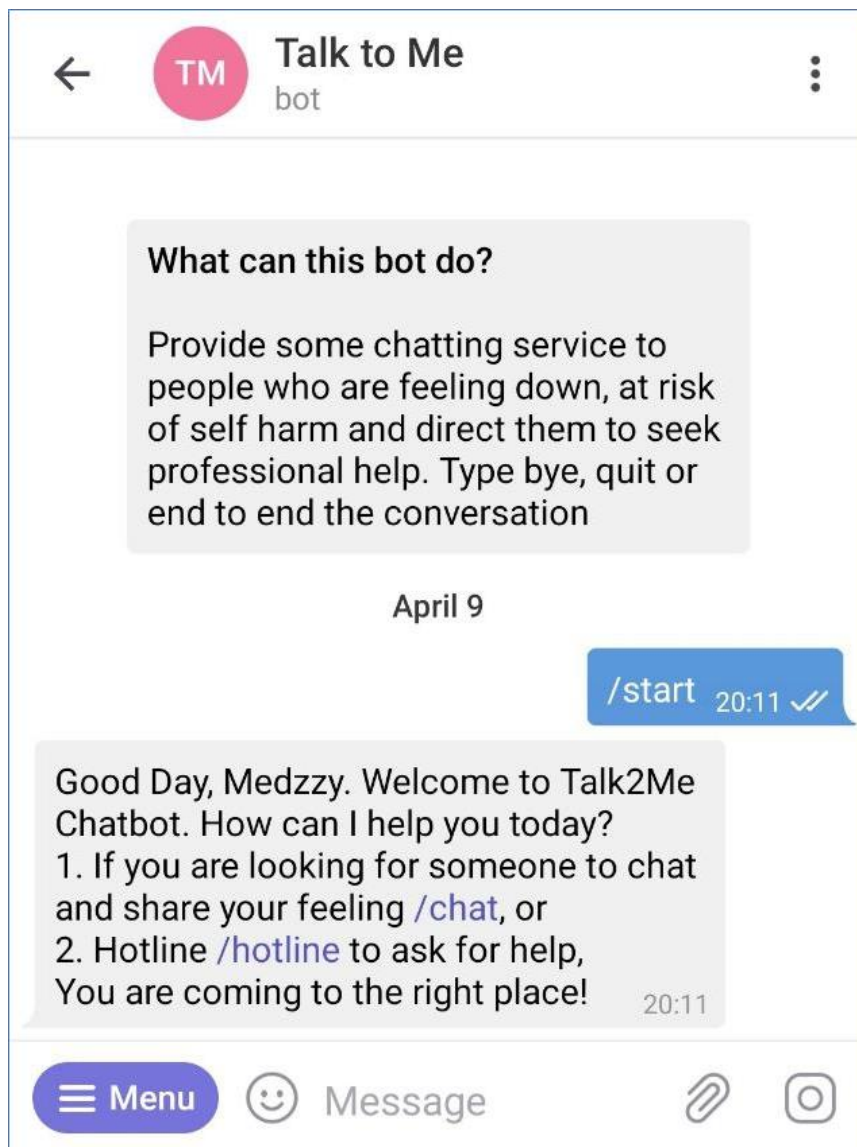 Talk to Me
TM
bot
What can this bot do?
Provide some chatting service to
people who are feeling down, at risk
of self harm and direct them to seek
professional help. Type bye, quit or
end to end the conversation
April 9
/start 20:11
Good Day, Medzzy. Welcome to Talk2Me
Chatbot. How can I help you today?
1. If you are looking for someone to chat
and share your feeling /chat, or
2. Hotline /hotline to ask for help,
You are coming to the right place! 20:11
Menu
Message